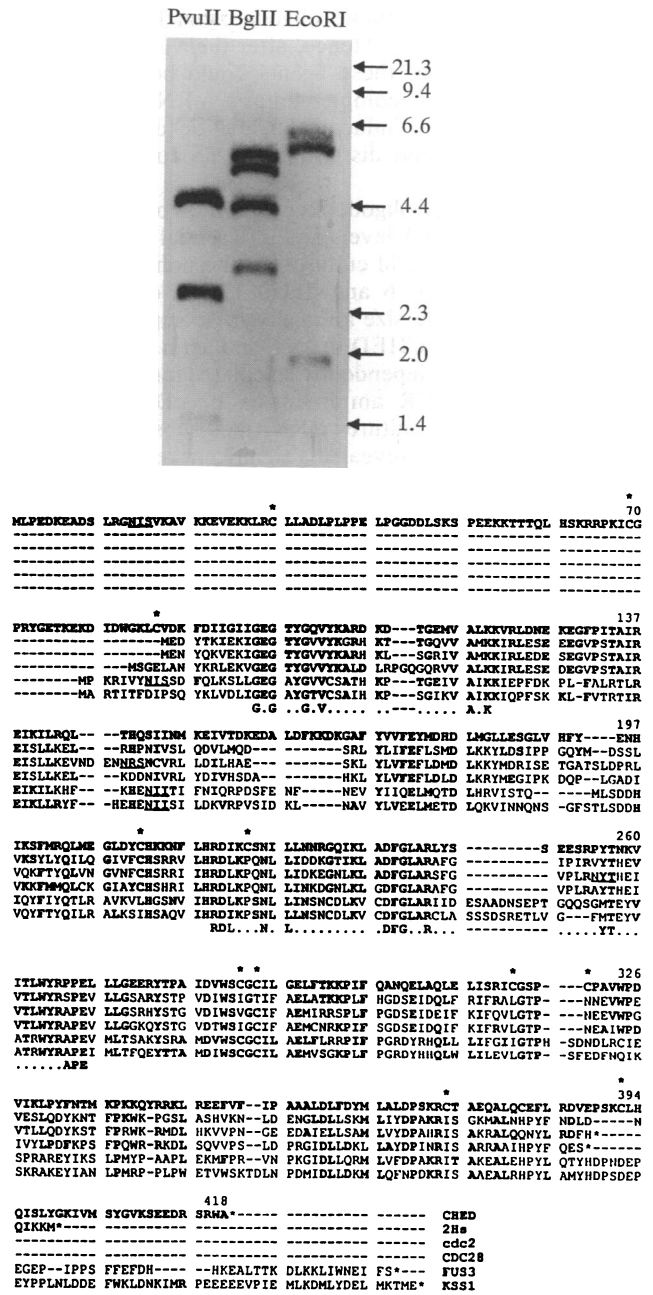 PvuII BglII EcoRI
21.3
9.4
6.6
4.4
2.3
2.0
1.4
* * 70
MLPEDKEADS LRGNISVKAV KKEVEKKLRC LLADLPLPPE LPGGDDLSKS PEEKKTTTQL HSKRRPKICG
---------- ---------- ---------- ---------- ---------- ---------- ----------
---------- ---------- ---------- ---------- ---------- ---------- ----------
---------- ---------- ---------- ---------- ---------- ---------- ----------
---------- ---------- ---------- ---------- ---------- ---------- ----------
---------- ---------- ---------- ---------- ---------- ---------- ----------
* 137
PRYGETKEKD IDWGKLCVDK FDIIGIIGEG TYGQVYKARD KD---TGEMV ALKKVRLDNE KEGFPITAIR
---------- -------MED YTKIEKIGEG TYGVVYKGRH KT---TGQVV AMKKIRLESE EEGVPSTAIR
---------- -------MEN YQKVEKIGEG TYGVVYKARH KL---SGRIV AMKKIRLEDE SEGVPSTAIR
---------- ---MSGELAN YKRLEKVGEG TYGVVYKALD LRPGQGQRVV ALKKIRLESE DEGVPSTAIR
--------MP KRIVYNISSD FQLKSLLGEG AYGVVCSATH KP---TGEIV AIKKIEPFDK PL-FALRTLR
--------MA RTITFDIPSQ YKLVDLIGEG AYGTVCSAIH KP---SGIKV AIKKIQPFSK KL-FVTRTIR
G.G ..G.V..... ...---..... A.K
197
EIKILRQL-- --THQSIINM KEIVTDKEDA LDFKKDKGAF YVVFEYMDHD LMGLLESGLV HFY----ENH
EISLLKEL-- --RHPNIVSL QDVLMQD--- -------SRL YLIFEFLSMD LKKYLDSIPP GQYM--DSSL
EISLLKEVND ENNRSNCVRL LDILHAE--- -------SKL YLVFEFLDMD LKKYMDRISE TGATSLDPRL
EISLLKEL-- --KDDNIVRL YDIVHSDA-- -------HKL YLVFEFLDLD LKRYMEGIPK DQP--LGADI
EIKILKHF-- --KHENIITI FNIQRPDSFE NF-----NEV YIIQELMQTD LHRVISTQ-- ---MLSDDH
EIKLLRYF-- --HEHENIISI LDKVRPVSID KL-----NAV YLVEELMETD LQKVINNQNS -GFSTLSDDH
* * 260
IKSFMRQLME GLDYCHKKNF LHRDIKCSNI LLNNRGQIKL ADFGLARLYS ---------S EESRPYTNKV
VKSYLYQILQ GIVFCHSRRV LHRDLKPQNL LIDDKGTIKL ADFGLARAFG ---------- IPIRVYTHEV
VQKFTYQLVN GVNFCHSRRI IHRDLKPQNL LINKEGNLKL ADFGLARSFG ---------- VPLRNYTHEI
VKKFMMQLCK GIAYCHSHRI LHRDLKPQNL LINKDGNLKL GDFGLARAFG ---------- VPLRAYTHEI
IQYFIYQTLR AVKVLHGSNV IHRDLKPSNL LINSNCDLKV CDFGLARIID ESAADNSEPT GQQSGMTEYV
VQYFTYQILR ALKSIHSAQV IHRDIKPSNL LLNSNCDLKV CDFGLARCLA SSSDSRETLV G---FMTEYV
RDL...N. L......... .DFG..R... ---------- .....YT..
** * * 326
ITLWYRPPEL LLGEERYTPA IDVWSCGCIL GELFTKKPIF QANQELAQLE LISRICGSP- ---CPAVWPD
VTLWYRSPEV LLGSARYSTP VDIWSIGTIF AELATKKPLF HGDSEIDQLF RIFRALGTP- ---NNEVWPE
VTLWYRAPEV LLGSRHYSTG VDIWSVGCIF AEMIRRSPLF PGDSEIDEIF KIFQVLGTP- ---NEEVWPG
VTLWYRAPEV LLGGKQYSTG VDTWSIGCIF AEMCNRKPIF SGDSEIDQIF KIFRVLGTP- ---NEAIWPD
ATRWYRAPEV MLTSAKYSRA MDVWSCGCIL AELFLRRPIF PGRDYRHQLL LIFGIIGTPH -SDNDLRCIE
ATRWYRAPEI MLTFQEYTTA MDIWSCGCIL AEMVSGKPLF PGRDYHHQLW LILEVLGTP- -SFEDFNQIK
......APE
* * 394
VIKLPYFNTM KPKKQYRRKL REEFVF--IP AAALDLFDYM LALDPSKRCT AEQALQCEFL RDVEPSKCLH
VESLQDYKNT FPKWK-PGSL ASHVKN--LD ENGLDLLSKM LIYDPAKRIS GKMALNHPYF NDLD-----N
VTLLQDYKST FPRWK-RMDL HKVVPN--GE EDAIELLSAM LVYDPAHRIS AKRALQQNYL RDFH*
IVYLPDFKPS FPQWR-RKDL SQVVPS--LD PRGIDLLDKL LAYDPINRIS ARRAAIHPYF QES*
SPRAREYIKS LPMYP-AAPL EKMFPR--VN PKGIDLLQRM LVFDPAKRIT AKEALEHPYL QTYHDPNDEP
SKRAKEYIAN LPMRP-PLPW ETVWSKTDLN PDMIDLLDKM LQFNPDKRIS AAEALRHPYL AMYHDPSDEP
418
QISLYGKIVM SYGVKSEEDR SRWA* CHED
QIKKM* 2Hs
cdc2
CDC28
EGEP--IPPS FFEFDH---- -HKEALTTK DLKKLIWNEI FS* FUS3
EYPPLNLDDE FWKLDNKIMR PEEEEEVPIE MLKDMLYDEL MKTME* KSS1